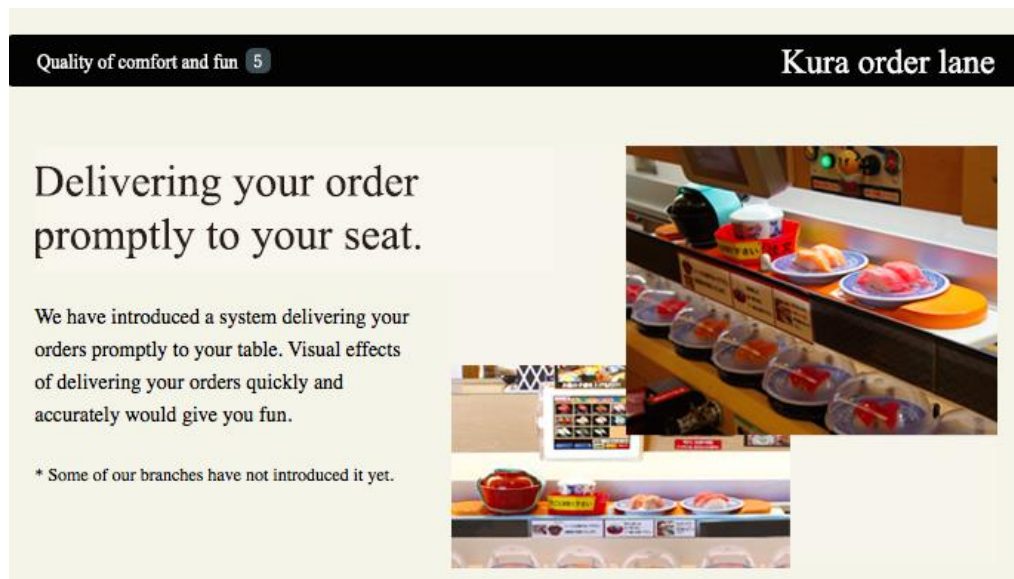 Quality of comfort and fun 5
Kura order lane
Delivering your order
promptly to your seat.
We have introduced a system delivering your
orders promptly to your table. Visual effects
of delivering your orders quickly and
accurately would give you fun.
* Some of our branches have not introduced it yet.